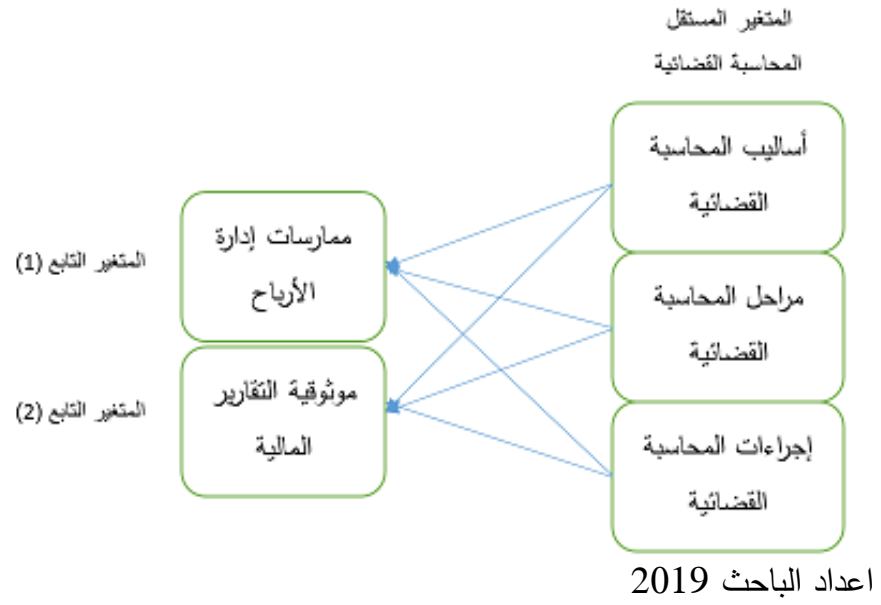 المتغير المستقل
المحاسبة القضائية
أساليب المحاسبة
القضائية
مراحل المحاسبة
القضائية
إجراءات المحاسبة
القضائية
ممارسات إدارة
الأرباح
المتغير التابع (1)
موثوقية التقارير
المالية
المتغير التابع (2)
اعداد الباحث 2019